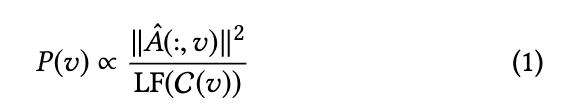 P(v) ∝ ‖Â(:, v)‖² / LF(𝒞(v)) (1)